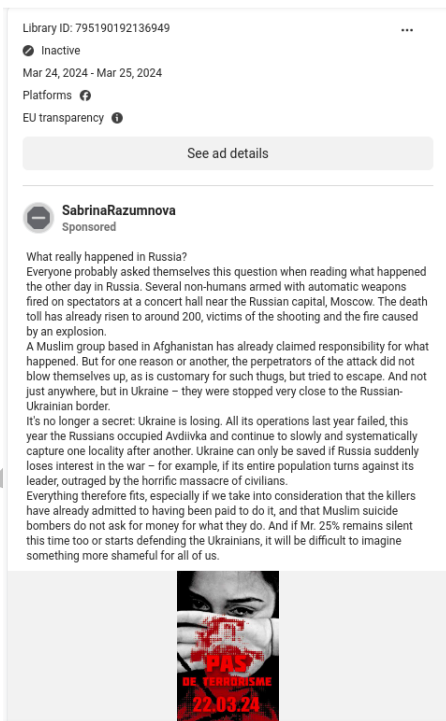 Library ID: 795190192136949
...
Inactive
Mar 24, 2024 - Mar 25, 2024
Platforms
EU transparency
See ad details
SabrinaRazumnova
Sponsored
What really happened in Russia?
Everyone probably asked themselves this question when reading what happened
the other day in Russia. Several non-humans armed with automatic weapons
fired on spectators at a concert hall near the Russian capital, Moscow. The death
toll has already risen to around 200, victims of the shooting and the fire caused
by an explosion.
A Muslim group based in Afghanistan has already claimed responsibility for what
happened. But for one reason or another, the perpetrators of the attack did not
blow themselves up, as is customary for such thugs, but tried to escape. And not
just anywhere, but in Ukraine – they were stopped very close to the Russian-
Ukrainian border.
It's no longer a secret: Ukraine is losing. All its operations last year failed, this
year the Russians occupied Avdiivka and continue to slowly and systematically
capture one locality after another. Ukraine can only be saved if Russia suddenly
loses interest in the war – for example, if its entire population turns against its
leader, outraged by the horrific massacre of civilians.
Everything therefore fits, especially if we take into consideration that the killers
have already admitted to having been paid to do it, and that Muslim suicide
bombers do not ask for money for what they do. And if Mr. 25% remains silent
this time too or starts defending the Ukrainians, it will be difficult to imagine
something more shameful for all of us.
PAS
DE TERRORISME
22.03.24